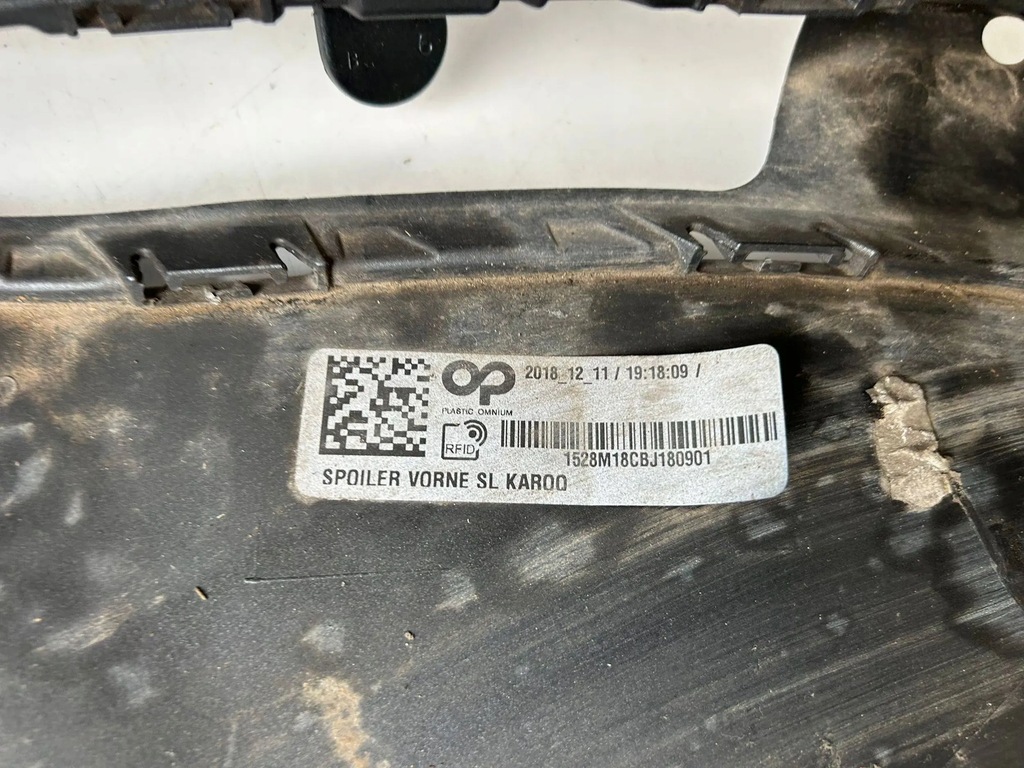 2018_12_11 / 19:18:09 /
OP
PLASTIC OMNIUM
RFID
1528M18CBJ180901
SPOILER VORNE SL KAROQ